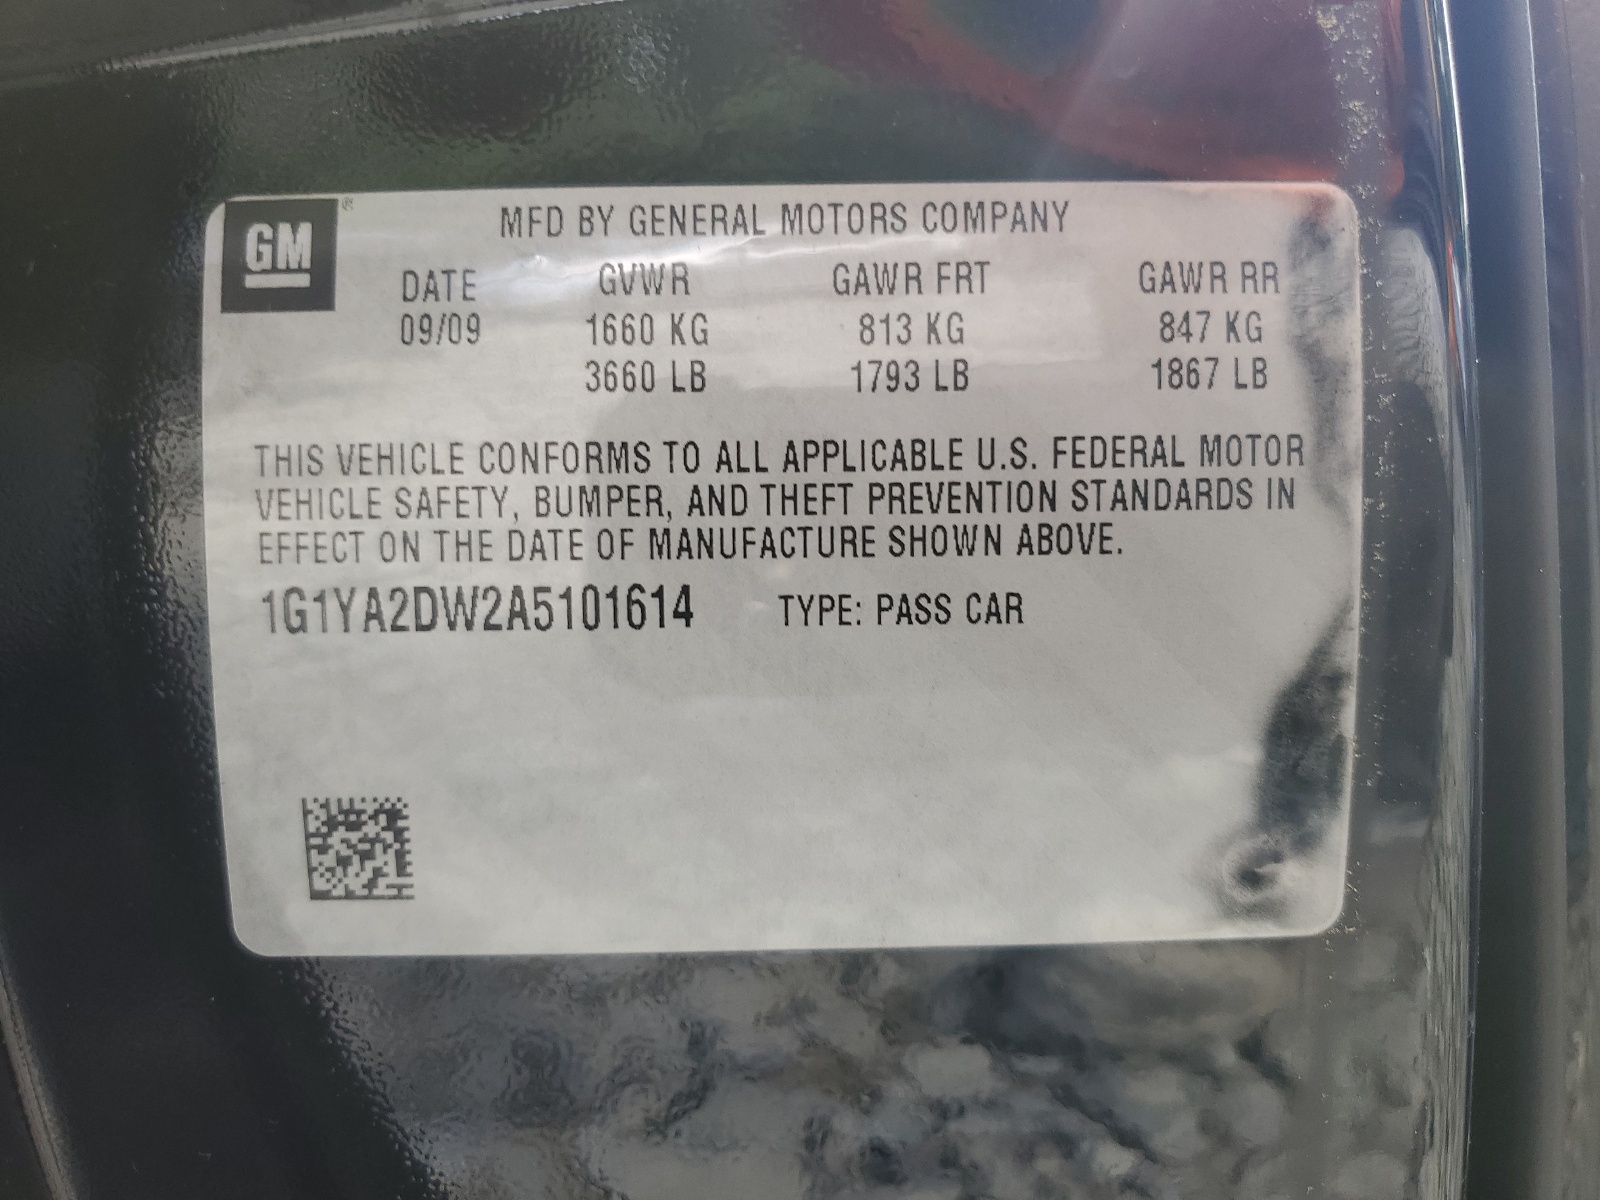 GM ®
MFD BY GENERAL MOTORS COMPANY
DATE GVWR GAWR FRT GAWR RR
09/09 1660 KG 813 KG 847 KG
3660 LB 1793 LB 1867 LB
THIS VEHICLE CONFORMS TO ALL APPLICABLE U.S. FEDERAL MOTOR
VEHICLE SAFETY, BUMPER, AND THEFT PREVENTION STANDARDS IN
EFFECT ON THE DATE OF MANUFACTURE SHOWN ABOVE.
1G1YA2DW2A5101614 TYPE: PASS CAR